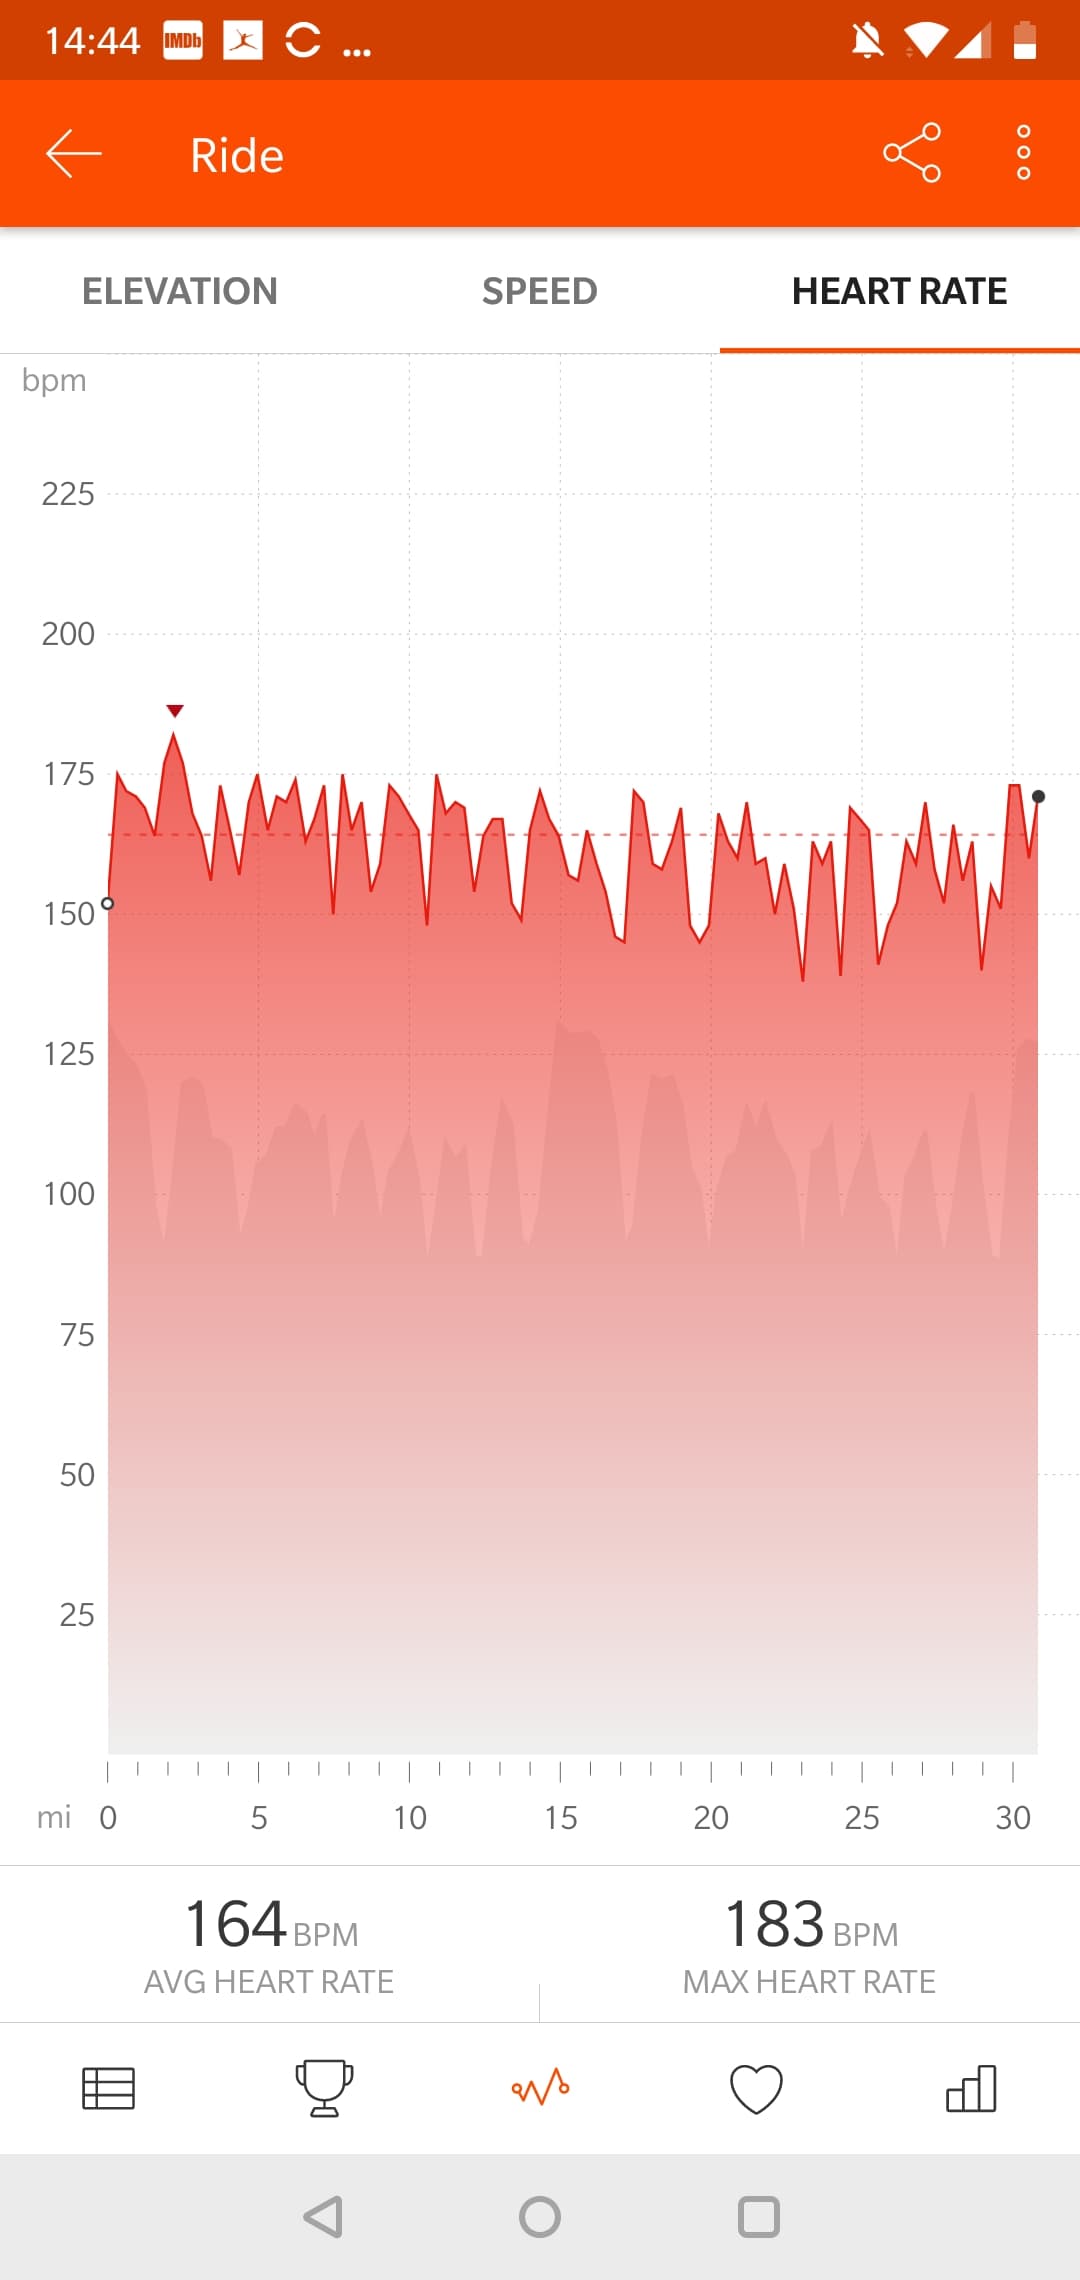 14:44 IMDb ...
Ride
ELEVATION SPEED HEART RATE
bpm
225
200
175
150
125
100
75
50
25
mi 0 5 10 15 20 25 30
164 BPM 183 BPM
AVG HEART RATE MAX HEART RATE